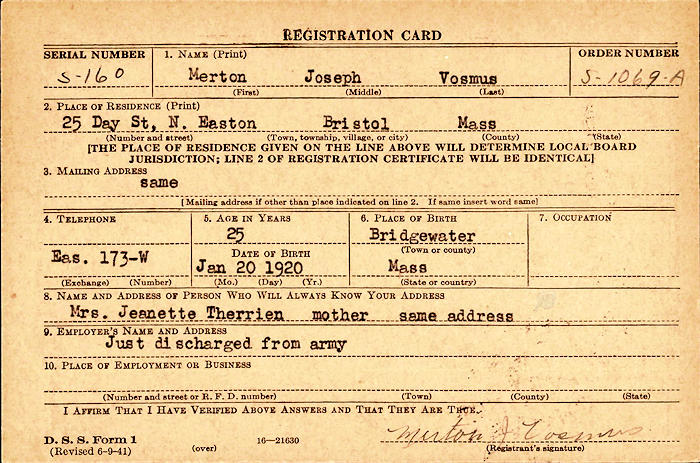 REGISTRATION CARD
SERIAL NUMBER 1. NAME (Print) ORDER NUMBER
S-160 Merton Joseph Vosmus S-1069-A
(First) (Middle) (Last)
2. PLACE OF RESIDENCE (Print)
25 Day St, N. Easton Bristol Mass
(Number and street) (Town, township, village, or city) (County) (State)
[THE PLACE OF RESIDENCE GIVEN ON THE LINE ABOVE WILL DETERMINE LOCAL BOARD
JURISDICTION; LINE 2 OF REGISTRATION CERTIFICATE WILL BE IDENTICAL]
3. MAILING ADDRESS
same
[Mailing address if other than place indicated on line 2. If same insert word same]
4. TELEPHONE 5. AGE IN YEARS 6. PLACE OF BIRTH 7. OCCUPATION
25 Bridgewater
(Town or county)
Eas. 173-W DATE OF BIRTH
Jan 20 1920 Mass
(Exchange) (Number) (Mo.) (Day) (Yr.) (State or country)
8. NAME AND ADDRESS OF PERSON WHO WILL ALWAYS KNOW YOUR ADDRESS
Mrs. Jeanette Therrien mother same address
9. EMPLOYER'S NAME AND ADDRESS
Just discharged from army
10. PLACE OF EMPLOYMENT OR BUSINESS
(Number and street or R. F. D. number) (Town) (County) (State)
I AFFIRM THAT I HAVE VERIFIED ABOVE ANSWERS AND THAT THEY ARE TRUE.
D. S. S. Form 1 Merton J Vosmus
(Revised 6-9-41) (over) 16—21630 (Registrant's signature)